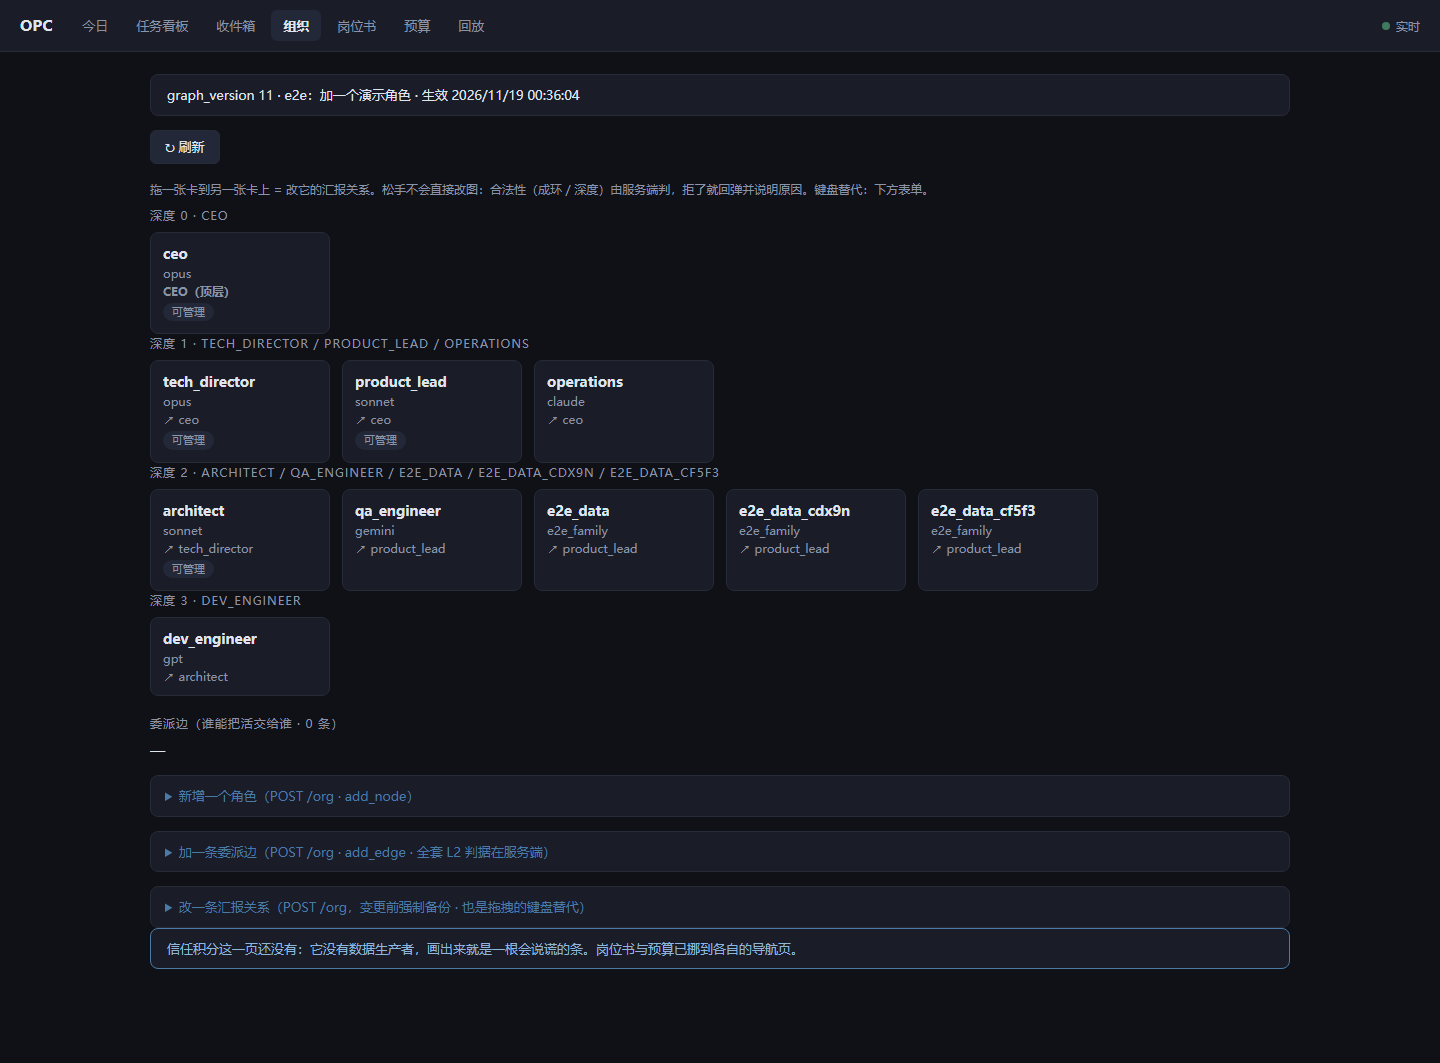 OPC 今日 任务看板 收件箱 组织 岗位书 预算 回放 实时
graph_version 11 · e2e：加一个演示角色 · 生效 2026/11/19 00:36:04
↻ 刷新
拖一张卡到另一张卡上 = 改它的汇报关系。松手不会直接改图：合法性（成环 / 深度）由服务端判，拒了就回弹并说明原因。键盘替代：下方表单。
深度 0 · CEO
ceo
opus
CEO（顶层）
可管理
深度 1 · TECH_DIRECTOR / PRODUCT_LEAD / OPERATIONS
tech_director
opus
↗ ceo
可管理
product_lead
sonnet
↗ ceo
可管理
operations
claude
↗ ceo
深度 2 · ARCHITECT / QA_ENGINEER / E2E_DATA / E2E_DATA_CDX9N / E2E_DATA_CF5F3
architect
sonnet
↗ tech_director
可管理
qa_engineer
gemini
↗ product_lead
e2e_data
e2e_family
↗ product_lead
e2e_data_cdx9n
e2e_family
↗ product_lead
e2e_data_cf5f3
e2e_family
↗ product_lead
深度 3 · DEV_ENGINEER
dev_engineer
gpt
↗ architect
委派边（谁能把活交给谁 · 0 条）
—
▶ 新增一个角色（POST /org · add_node）
▶ 加一条委派边（POST /org · add_edge · 全套 L2 判据在服务端）
▶ 改一条汇报关系（POST /org，变更前强制备份 · 也是拖拽的键盘替代）
信任积分这一页还没有：它没有数据生产者，画出来就是一根会说谎的条。岗位书与预算已挪到各自的导航页。